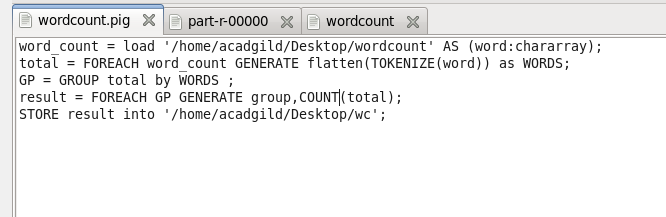 wordcount.pig part-r-00000 wordcount
word_count = load '/home/acadgild/Desktop/wordcount' AS (word:chararray);
total = FOREACH word_count GENERATE flatten(TOKENIZE(word)) as WORDS;
GP = GROUP total by WORDS ;
result = FOREACH GP GENERATE group,COUNT(total);
STORE result into '/home/acadgild/Desktop/wc';